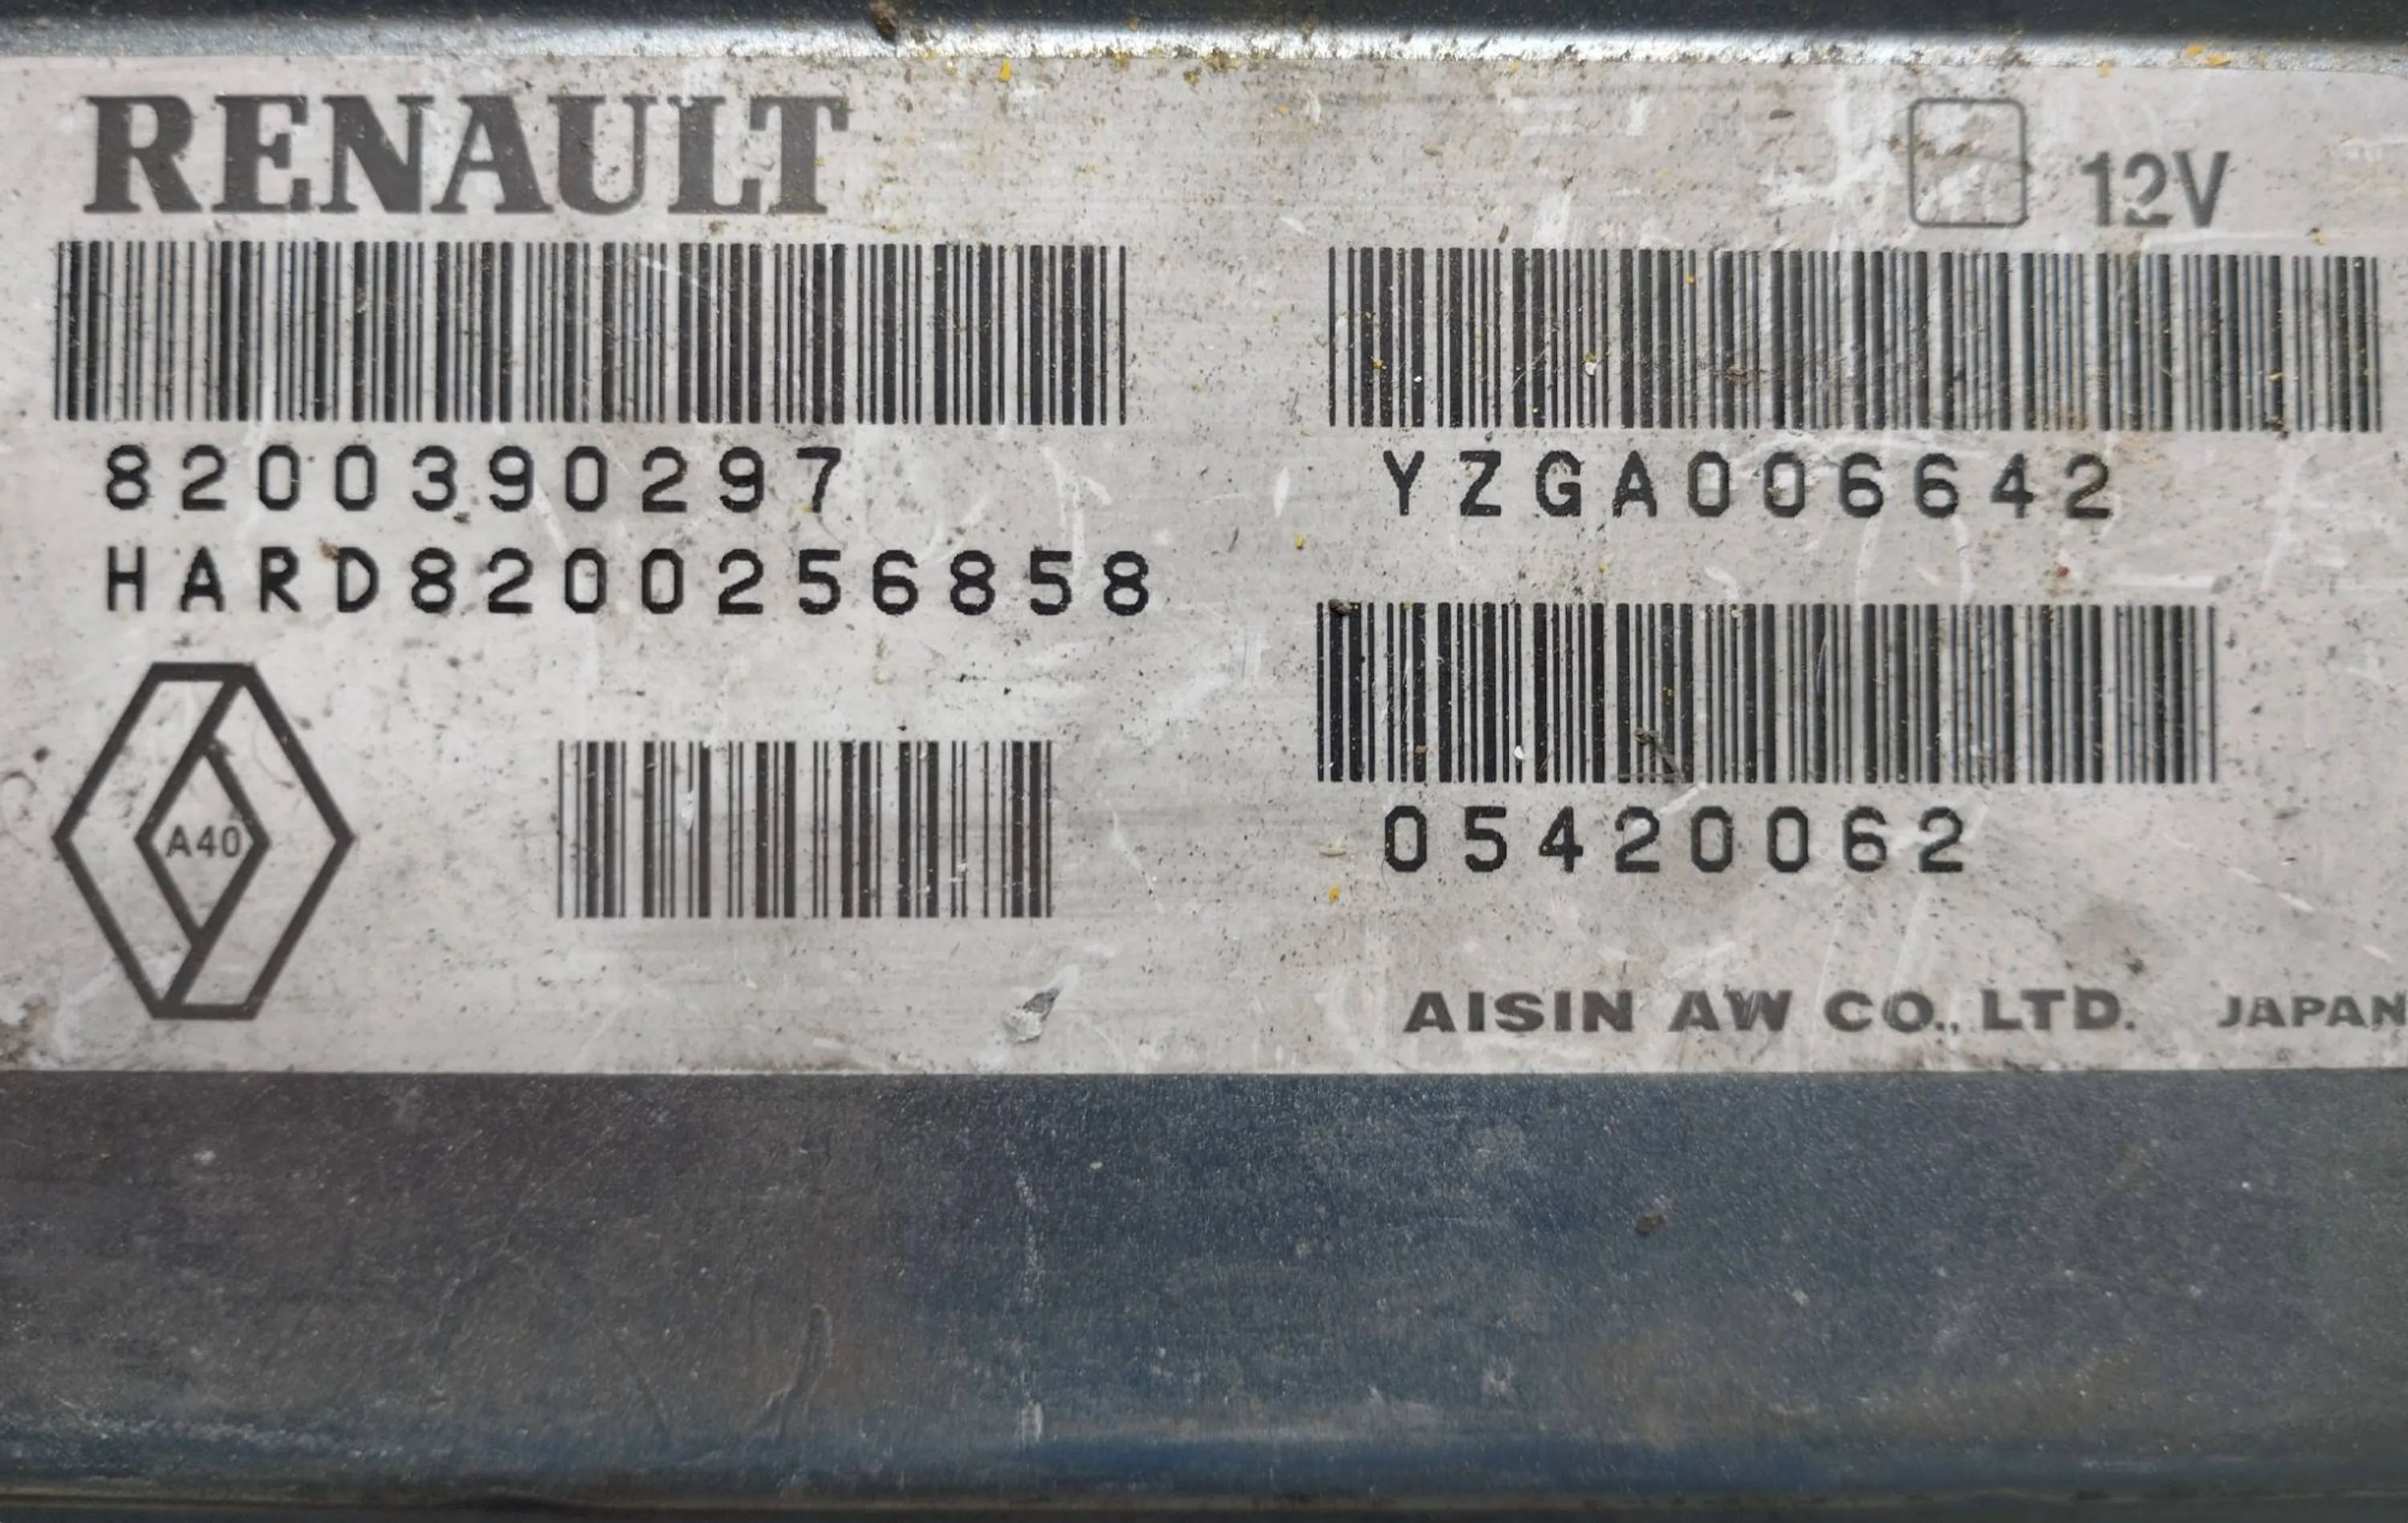 RENAULT
12V
8200390297
HARD8200256858
YZGA006642
A40
05420062
AISIN AW CO., LTD. JAPAN